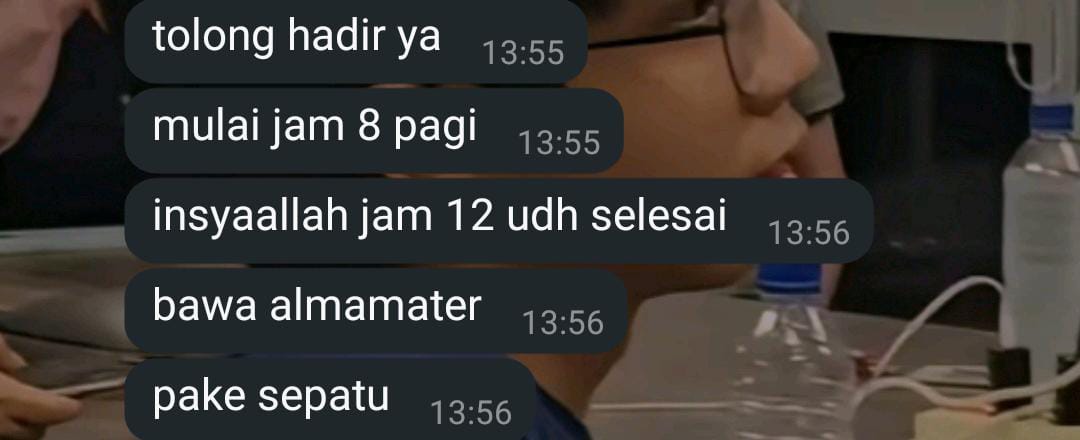 tolong hadir ya 13:55
mulai jam 8 pagi 13:55
insyaallah jam 12 udh selesai 13:56
bawa almamater 13:56
pake sepatu 13:56